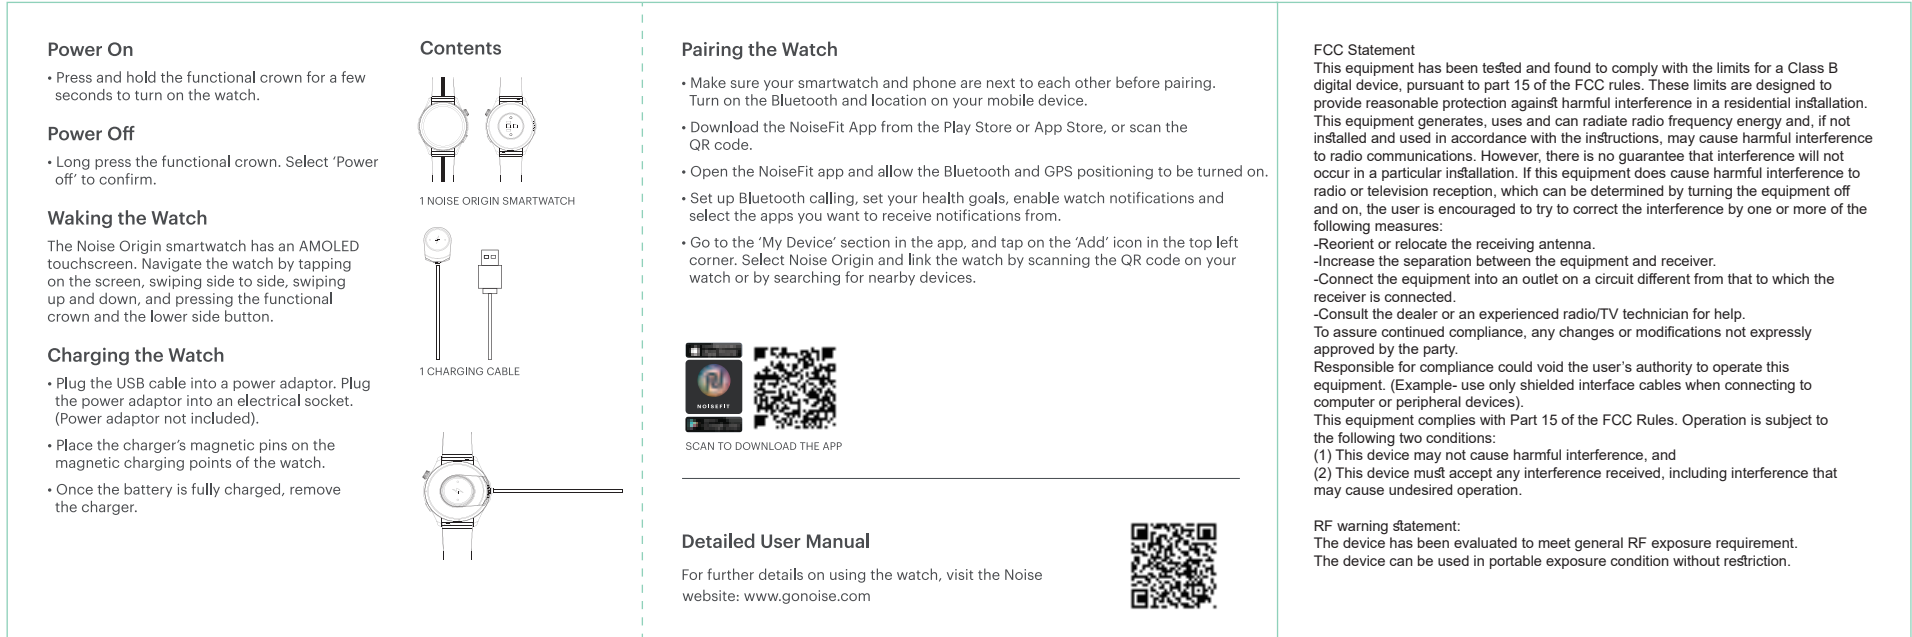 Power On
• Press and hold the functional crown for a few
seconds to turn on the watch.
Power Off
• Long press the functional crown. Select ‘Power
off’ to confirm.
Waking the Watch
The Noise Origin smartwatch has an AMOLED
touchscreen. Navigate the watch by tapping
on the screen, swiping side to side, swiping
up and down, and pressing the functional
crown and the lower side button.
Charging the Watch
• Plug the USB cable into a power adaptor. Plug
the power adaptor into an electrical socket.
(Power adaptor not included).
• Place the charger’s magnetic pins on the
magnetic charging points of the watch.
• Once the battery is fully charged, remove
the charger.
Contents
1 NOISE ORIGIN SMARTWATCH
1 CHARGING CABLE
Pairing the Watch
• Make sure your smartwatch and phone are next to each other before pairing.
Turn on the Bluetooth and location on your mobile device.
• Download the NoiseFit App from the Play Store or App Store, or scan the
QR code.
• Open the NoiseFit app and allow the Bluetooth and GPS positioning to be turned on.
• Set up Bluetooth calling, set your health goals, enable watch notifications and
select the apps you want to receive notifications from.
• Go to the ‘My Device’ section in the app, and tap on the ‘Add’ icon in the top left
corner. Select Noise Origin and link the watch by scanning the QR code on your
watch or by searching for nearby devices.
NOISEFIT
SCAN TO DOWNLOAD THE APP
Detailed User Manual
For further details on using the watch, visit the Noise
website: www.gonoise.com
FCC Statement
This equipment has been tested and found to comply with the limits for a Class B
digital device, pursuant to part 15 of the FCC rules. These limits are designed to
provide reasonable protection against harmful interference in a residential installation.
This equipment generates, uses and can radiate radio frequency energy and, if not
installed and used in accordance with the instructions, may cause harmful interference
to radio communications. However, there is no guarantee that interference will not
occur in a particular installation. If this equipment does cause harmful interference to
radio or television reception, which can be determined by turning the equipment off
and on, the user is encouraged to try to correct the interference by one or more of the
following measures:
-Reorient or relocate the receiving antenna.
-Increase the separation between the equipment and receiver.
-Connect the equipment into an outlet on a circuit different from that to which the
receiver is connected.
-Consult the dealer or an experienced radio/TV technician for help.
To assure continued compliance, any changes or modifications not expressly
approved by the party.
Responsible for compliance could void the user’s authority to operate this
equipment. (Example- use only shielded interface cables when connecting to
computer or peripheral devices).
This equipment complies with Part 15 of the FCC Rules. Operation is subject to
the following two conditions:
(1) This device may not cause harmful interference, and
(2) This device must accept any interference received, including interference that
may cause undesired operation.
RF warning statement:
The device has been evaluated to meet general RF exposure requirement.
The device can be used in portable exposure condition without restriction.